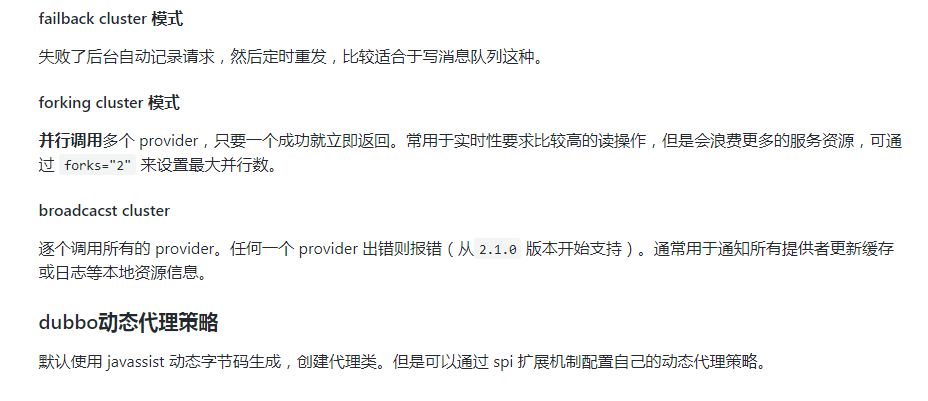 failback cluster 模式
失败了后台自动记录请求，然后定时重发，比较适合于写消息队列这种。
forking cluster 模式
并行调用多个 provider，只要一个成功就立即返回。常用于实时性要求比较高的读操作，但是会浪费更多的服务资源，可通
过 forks="2" 来设置最大并行数。
broadcacst cluster
逐个调用所有的 provider。任何一个 provider 出错则报错（从 2.1.0 版本开始支持）。通常用于通知所有提供者更新缓存
或日志等本地资源信息。
dubbo动态代理策略
默认使用 javassist 动态字节码生成，创建代理类。但是可以通过 spi 扩展机制配置自己的动态代理策略。